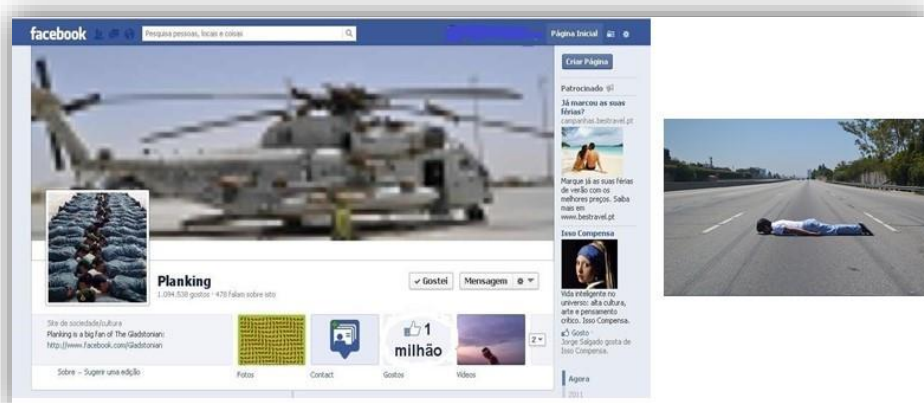 facebook
Pesquisa pessoas, locais e coisas
Página Inicial
Planking
1.094.538 gostos · 478 falam sobre isto
Gostei
Mensagem
Site de sociedade/cultura
Planking is a big fan of The Gladstonian:
http://www.facebook.com/Gladstonian
Sobre – Sugerir uma edição
Fotos
Contact
1
milhão
Gostos
Vídeos
2
Criar Página
Patrocinado
Já marcou as suas
férias?
campanhas.bestravel.pt
Marque já as suas férias
de verão com os
melhores preços. Saiba
mais em
www.bestravel.pt
Isso Compensa
Vida inteligente no
universo: alta cultura,
arte e pensamento
crítico. Isso Compensa.
Gosto
Jorge Salgado gosta de
Isso Compensa.
Agora
2011